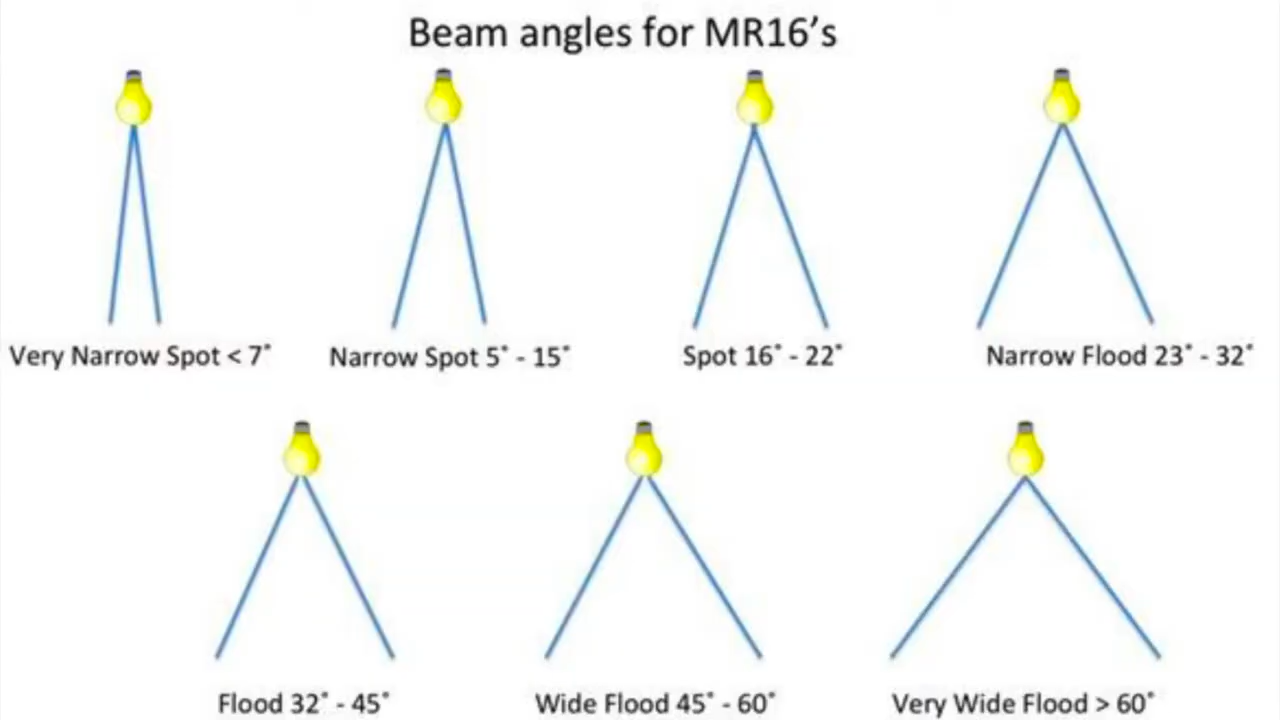 Beam angles for MR16's
Very Narrow Spot < 7°
Narrow Spot 5° - 15°
Spot 16° - 22°
Narrow Flood 23° - 32°
Flood 32° - 45°
Wide Flood 45° - 60°
Very Wide Flood > 60°